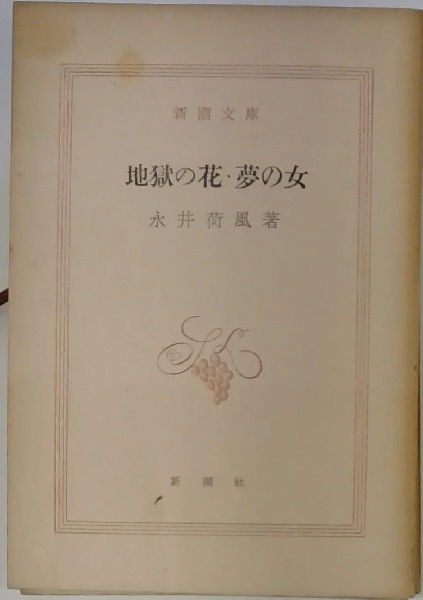 新潮文庫
地獄の花・夢の女
永井荷風著
新潮社